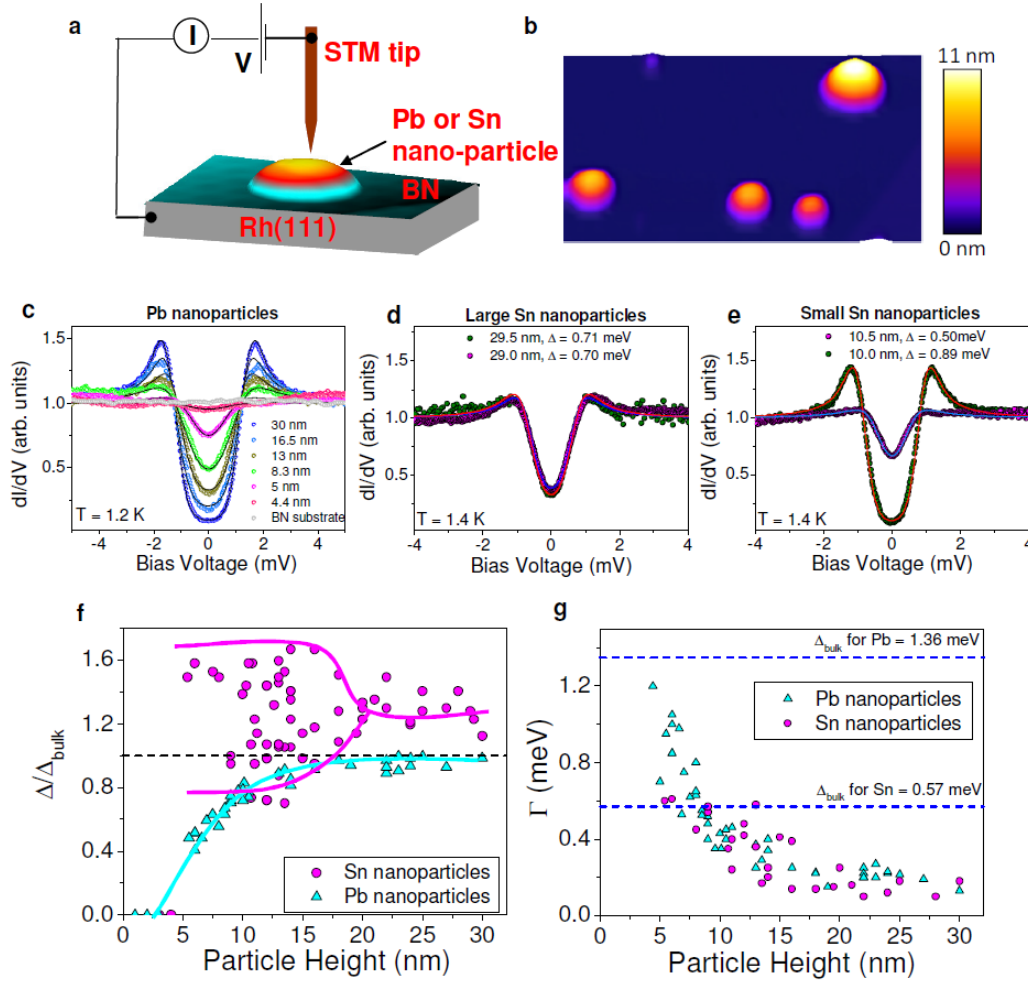 a
I
V
STM tip
Pb or Sn
nano-particle
BN
Rh(111)
b
11 nm
0 nm
c
Pb nanoparticles
dI/dV (arb. units)
1.5
1.0
0.5
30 nm
16.5 nm
13 nm
8.3 nm
5 nm
4.4 nm
BN substrate
T = 1.2 K
-4 -2 0 2 4
Bias Voltage (mV)
d
Large Sn nanoparticles
29.5 nm, Δ = 0.71 meV
29.0 nm, Δ = 0.70 meV
dI/dV (arb. units)
1.5
1.0
0.5
T = 1.4 K
-4 -2 0 2 4
Bias Voltage (mV)
e
Small Sn nanoparticles
10.5 nm, Δ = 0.50meV
10.0 nm, Δ = 0.89 meV
dI/dV (arb. units)
1.5
1.0
0.5
T = 1.4 K
-4 -2 0 2 4
Bias Voltage (mV)
f
Δ/Δbulk
1.6
1.2
0.8
0.4
0.0
Sn nanoparticles
Pb nanoparticles
0 5 10 15 20 25 30
Particle Height (nm)
g
Γ (meV)
1.2
0.8
0.4
0.0
Δbulk for Pb = 1.36 meV
Pb nanoparticles
Sn nanoparticles
Δbulk for Sn = 0.57 meV
0 5 10 15 20 25 30
Particle Height (nm)